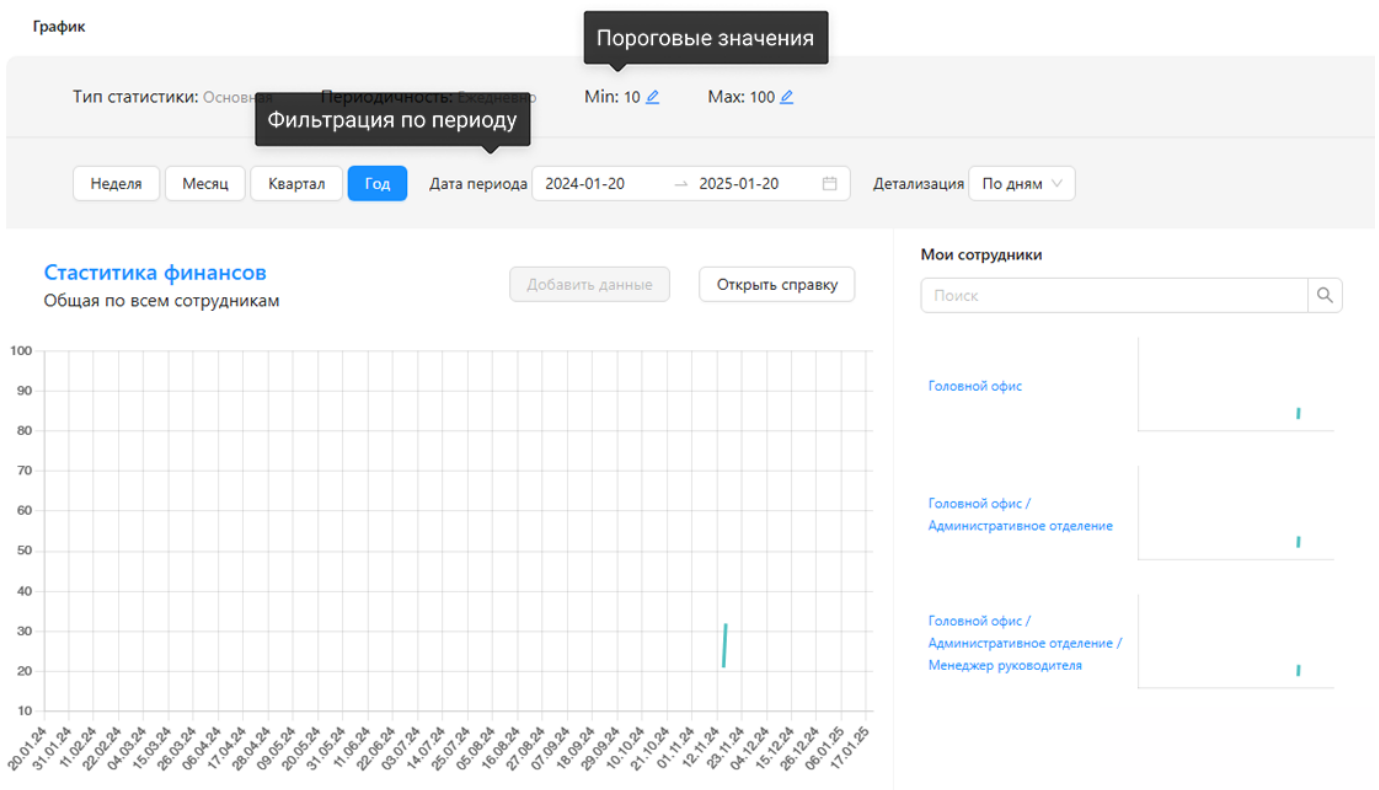 График
Пороговые значения
Тип статистики: Основная Периодичность: Ежедневно Min: 10 Max: 100
Фильтрация по периоду
Неделя Месяц Квартал Год Дата периода 2024-01-20 → 2025-01-20 Детализация По дням
Стаститика финансов
Общая по всем сотрудникам
Добавить данные Открыть справку
100
90
80
70
60
50
40
30
20
10
20.01.24 31.01.24 11.02.24 22.02.24 04.03.24 15.03.24 26.03.24 06.04.24 17.04.24 28.04.24 09.05.24 20.05.24 31.05.24 11.06.24 22.06.24 03.07.24 14.07.24 25.07.24 05.08.24 16.08.24 27.08.24 07.09.24 18.09.24 29.09.24 10.10.24 21.10.24 01.11.24 12.11.24 23.11.24 04.12.24 15.12.24 26.12.24 06.01.25 17.01.25
Мои сотрудники
Поиск
Головной офис
Головной офис /
Административное отделение
Головной офис /
Административное отделение /
Менеджер руководителя